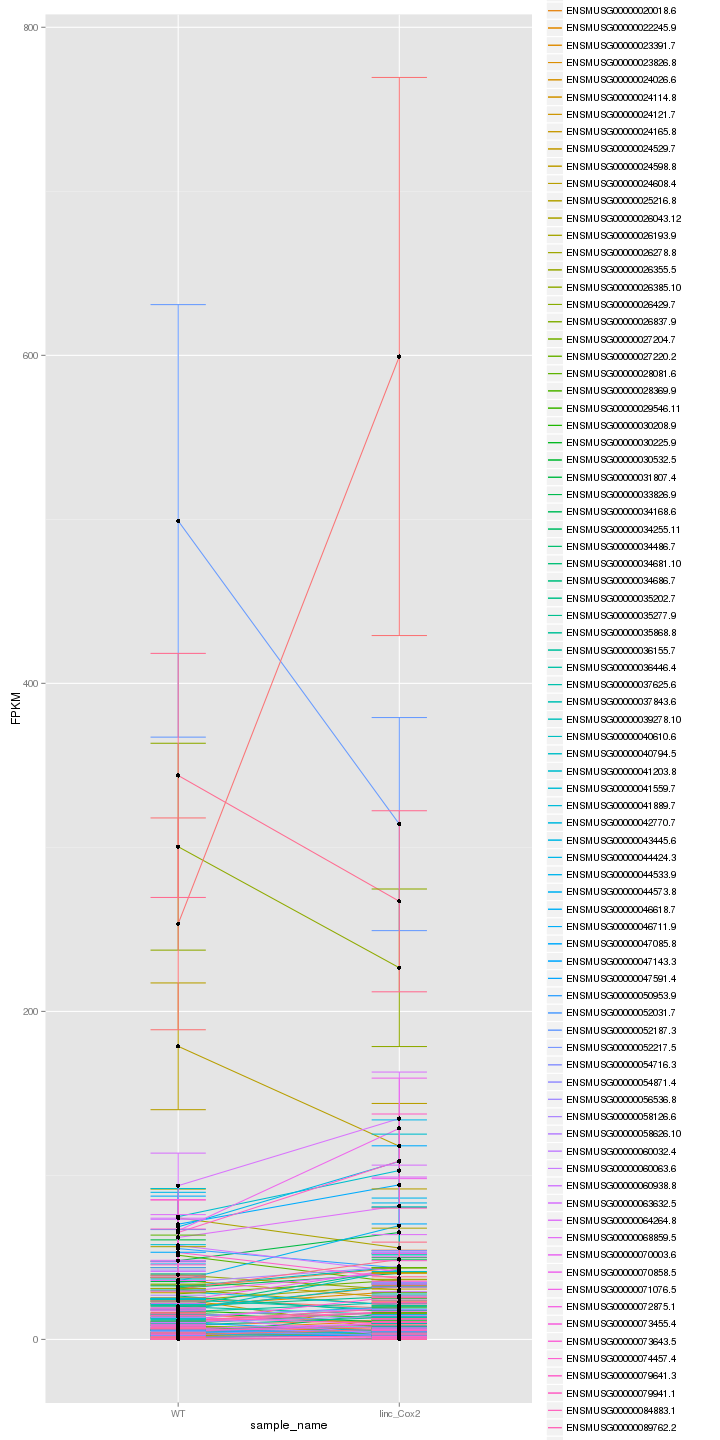 800
600
400
200
0
FPKM
WT
linc_Cox2
sample_name
ENSMUSG00000020018.6
ENSMUSG00000022245.9
ENSMUSG00000023391.7
ENSMUSG00000023826.8
ENSMUSG00000024026.6
ENSMUSG00000024114.8
ENSMUSG00000024121.7
ENSMUSG00000024165.8
ENSMUSG00000024529.7
ENSMUSG00000024598.8
ENSMUSG00000024608.4
ENSMUSG00000025216.8
ENSMUSG00000026043.12
ENSMUSG00000026193.9
ENSMUSG00000026278.8
ENSMUSG00000026355.5
ENSMUSG00000026385.10
ENSMUSG00000026429.7
ENSMUSG00000026837.9
ENSMUSG00000027204.7
ENSMUSG00000027220.2
ENSMUSG00000028081.6
ENSMUSG00000028369.9
ENSMUSG00000029546.11
ENSMUSG00000030208.9
ENSMUSG00000030225.9
ENSMUSG00000030532.5
ENSMUSG00000031807.4
ENSMUSG00000033826.9
ENSMUSG00000034168.6
ENSMUSG00000034255.11
ENSMUSG00000034486.7
ENSMUSG00000034681.10
ENSMUSG00000034686.7
ENSMUSG00000035202.7
ENSMUSG00000035277.9
ENSMUSG00000035868.8
ENSMUSG00000036155.7
ENSMUSG00000036446.4
ENSMUSG00000037625.6
ENSMUSG00000037843.6
ENSMUSG00000039278.10
ENSMUSG00000040610.6
ENSMUSG00000040794.5
ENSMUSG00000041203.8
ENSMUSG00000041559.7
ENSMUSG00000041889.7
ENSMUSG00000042770.7
ENSMUSG00000043445.6
ENSMUSG00000044424.3
ENSMUSG00000044533.9
ENSMUSG00000044573.8
ENSMUSG00000046618.7
ENSMUSG00000046711.9
ENSMUSG00000047085.8
ENSMUSG00000047143.3
ENSMUSG00000047591.4
ENSMUSG00000050953.9
ENSMUSG00000052031.7
ENSMUSG00000052187.3
ENSMUSG00000052217.5
ENSMUSG00000054716.3
ENSMUSG00000054871.4
ENSMUSG00000056536.8
ENSMUSG00000058126.6
ENSMUSG00000058626.10
ENSMUSG00000060032.4
ENSMUSG00000060063.6
ENSMUSG00000060938.8
ENSMUSG00000063632.5
ENSMUSG00000064264.8
ENSMUSG00000068859.5
ENSMUSG00000070003.6
ENSMUSG00000070858.5
ENSMUSG00000071076.5
ENSMUSG00000072875.1
ENSMUSG00000073455.4
ENSMUSG00000073643.5
ENSMUSG00000074457.4
ENSMUSG00000079641.3
ENSMUSG00000079941.1
ENSMUSG00000084883.1
ENSMUSG00000089762.2